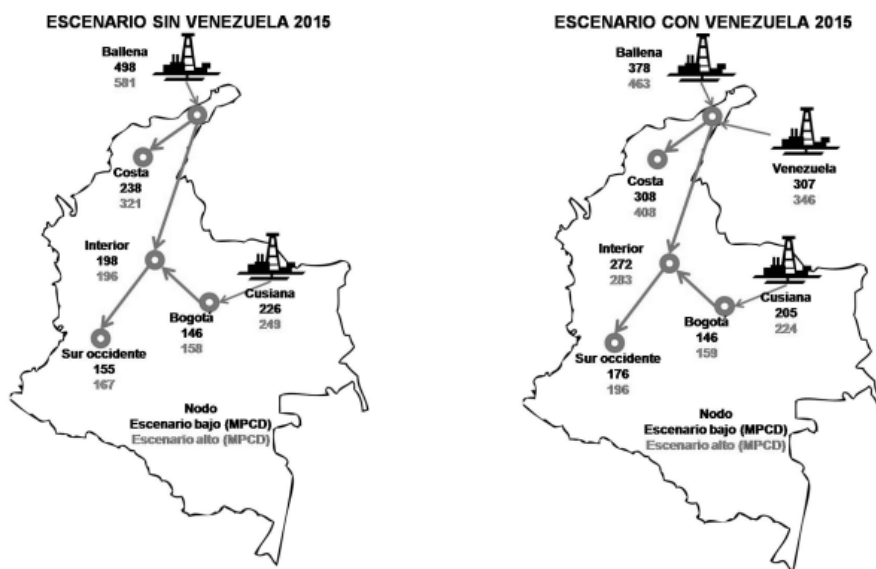 ESCENARIO SIN VENEZUELA 2015
Ballena
498
581
Costa
238
321
Interior
198
196
Cusiana
226
249
Bogotá
146
158
Sur occidente
155
167
Nodo
Escenario bajo (MPCD)
Escenario alto (MPCD)
ESCENARIO CON VENEZUELA 2015
Ballena
378
463
Venezuela
307
346
Costa
308
408
Interior
272
283
Cusiana
205
224
Bogotá
146
159
Sur occidente
176
196
Nodo
Escenario bajo (MPCD)
Escenario alto (MPCD)